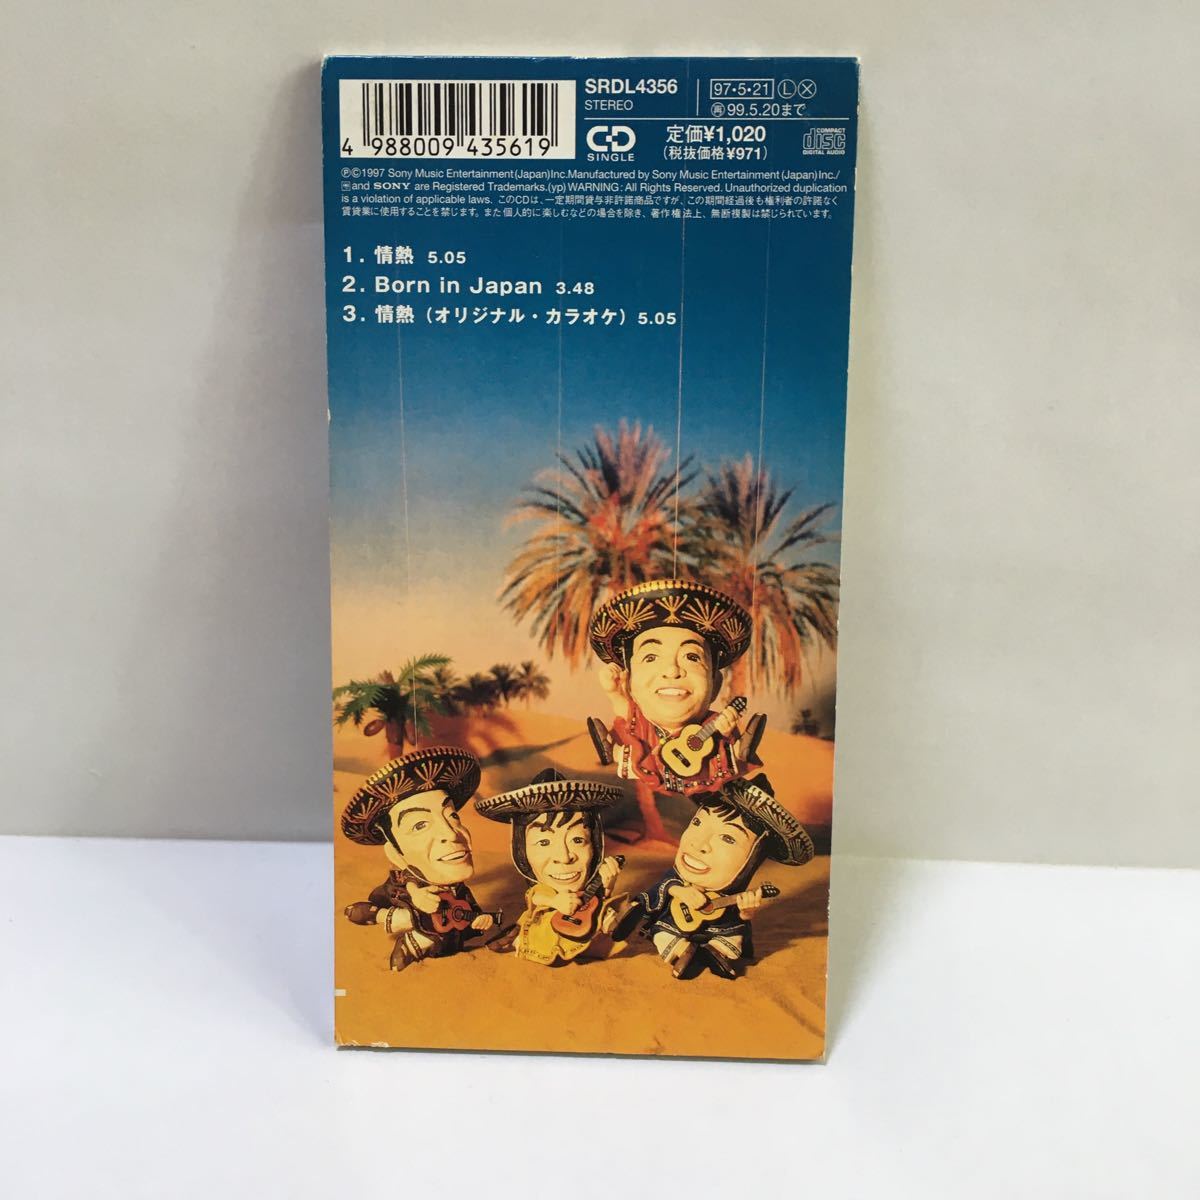 4 988009 435619
SRDL4356
STEREO
97•5•21 Ⓛ Ⓧ
再 99.5.20まで
CD
SINGLE
定価¥1,020
(税抜価格¥971)
COMPACT
disc
DIGITAL AUDIO
ⓅⒸ1997 Sony Music Entertainment(Japan)Inc.Manufactured by Sony Music Entertainment(Japan)Inc./
and SONY are Registered Trademarks.(yp) WARNING: All Rights Reserved. Unauthorized duplication
is a violation of applicable laws. このCDは、一定期間貸与非許諾商品ですが、この期間経過後も権利者の許諾なく
賃貸業に使用することを禁じます。また個人的に楽しむなどの場合を除き、著作権法上、無断複製は禁じられています。
1. 情熱 5.05
2. Born in Japan 3.48
3. 情熱 (オリジナル・カラオケ) 5.05